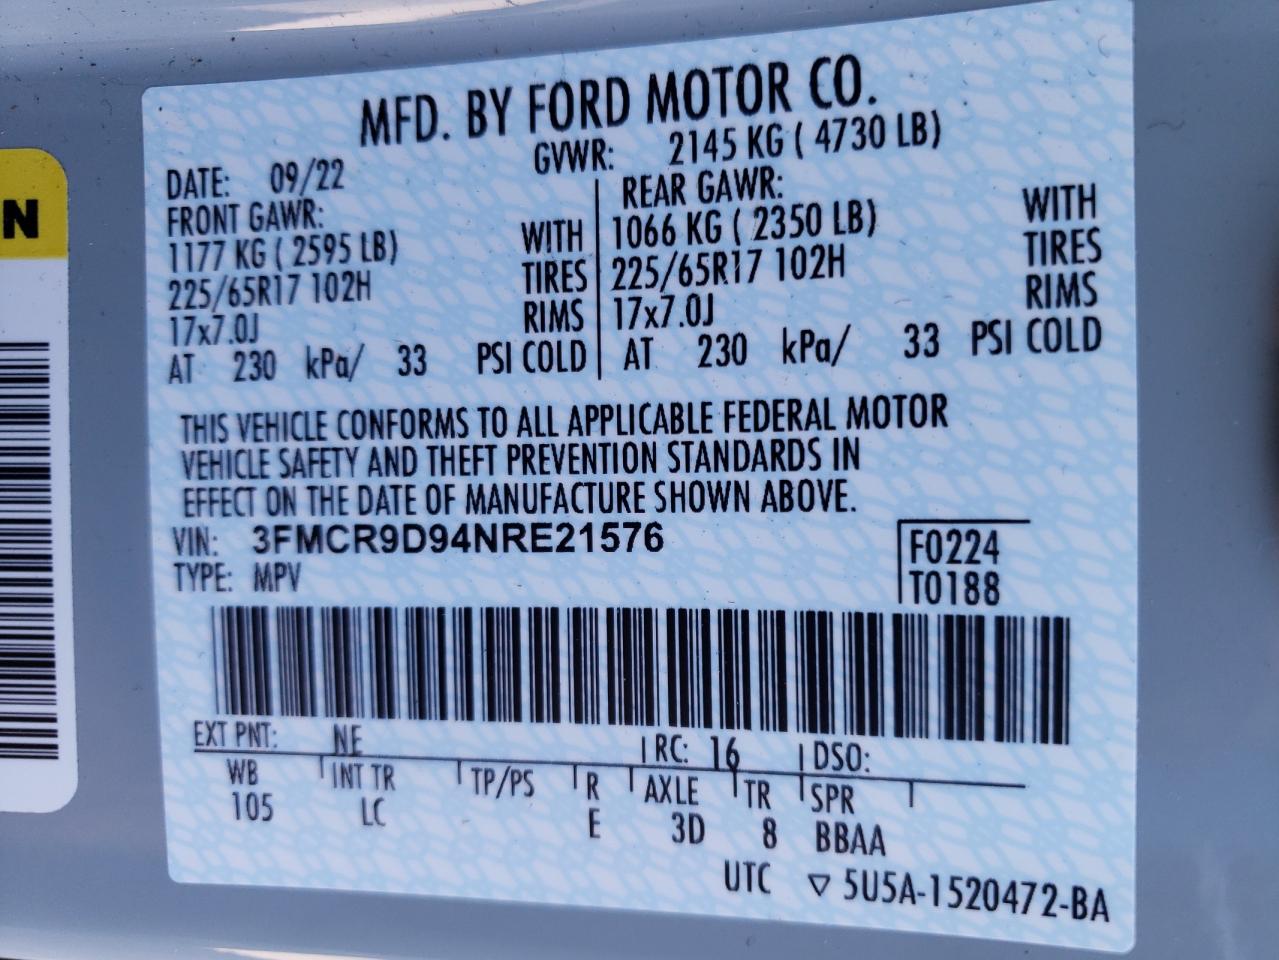 N
MFD. BY FORD MOTOR CO.
DATE: 09/22 GVWR: 2145 KG ( 4730 LB)
FRONT GAWR:
1177 KG ( 2595 LB) WITH
225/65R17 102H TIRES
17x7.0J RIMS
AT 230 kPa/ 33 PSI COLD
REAR GAWR:
1066 KG ( 2350 LB) WITH
225/65R17 102H TIRES
17x7.0J RIMS
AT 230 kPa/ 33 PSI COLD
THIS VEHICLE CONFORMS TO ALL APPLICABLE FEDERAL MOTOR
VEHICLE SAFETY AND THEFT PREVENTION STANDARDS IN
EFFECT ON THE DATE OF MANUFACTURE SHOWN ABOVE.
VIN: 3FMCR9D94NRE21576
TYPE: MPV
F0224
T0188
EXT PNT: NE RC: 16 DSO:
WB INT TR TP/PS R AXLE TR SPR
105 LC E 3D 8 BBAA
UTC ▽ 5U5A-1520472-BA